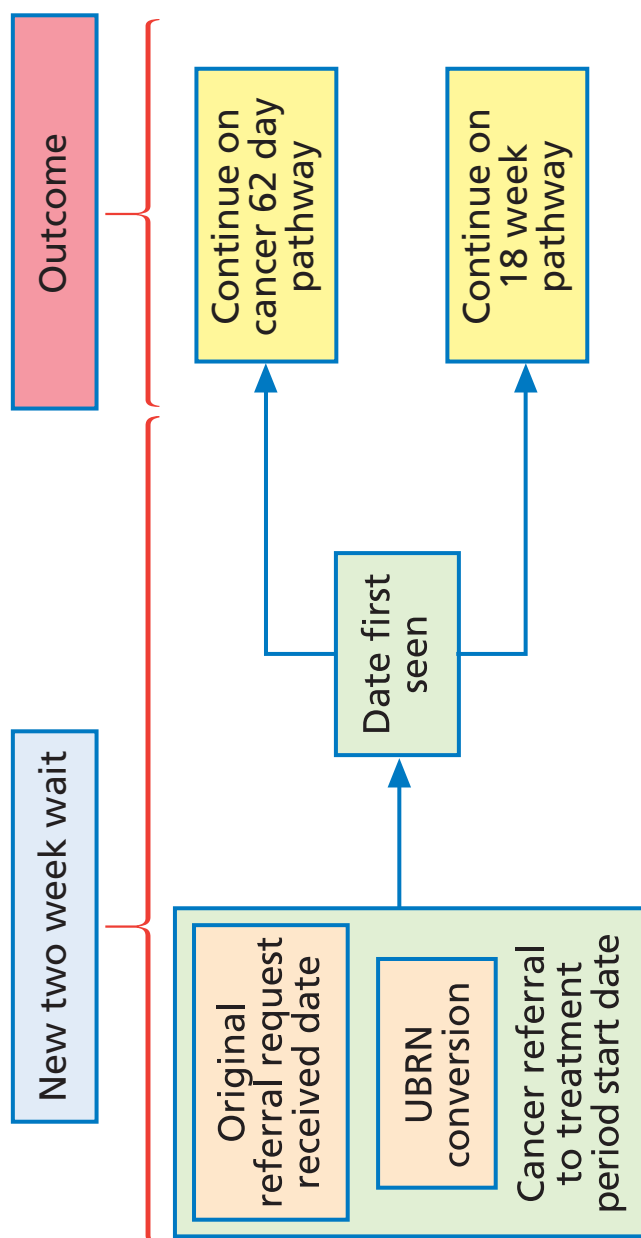 New two week wait
Outcome
Original
referral request
received date
UBRN
conversion
Cancer referral
to treatment
period start date
Date first
seen
Continue on
cancer 62 day
pathway
Continue on
18 week
pathway